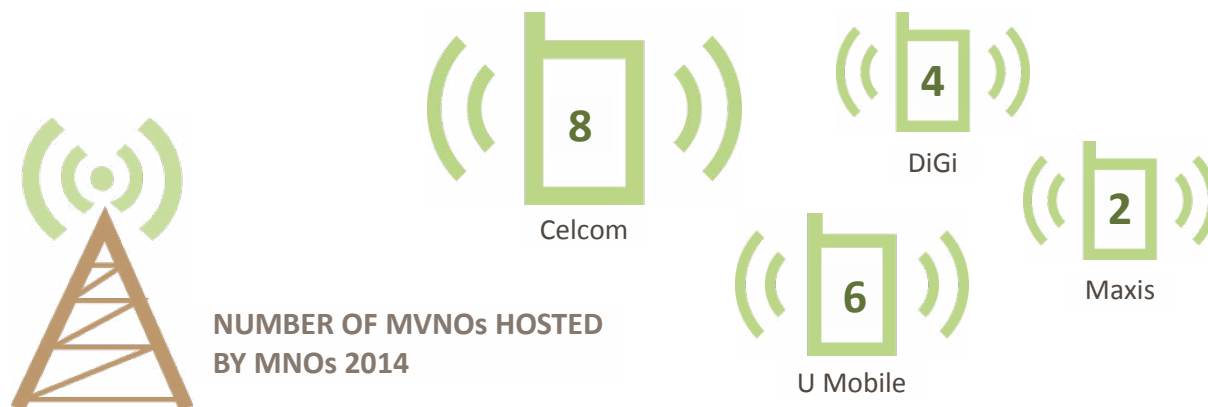 8
Celcom
4
DiGi
2
Maxis
6
U Mobile
NUMBER OF MVNOs HOSTED
BY MNOs 2014